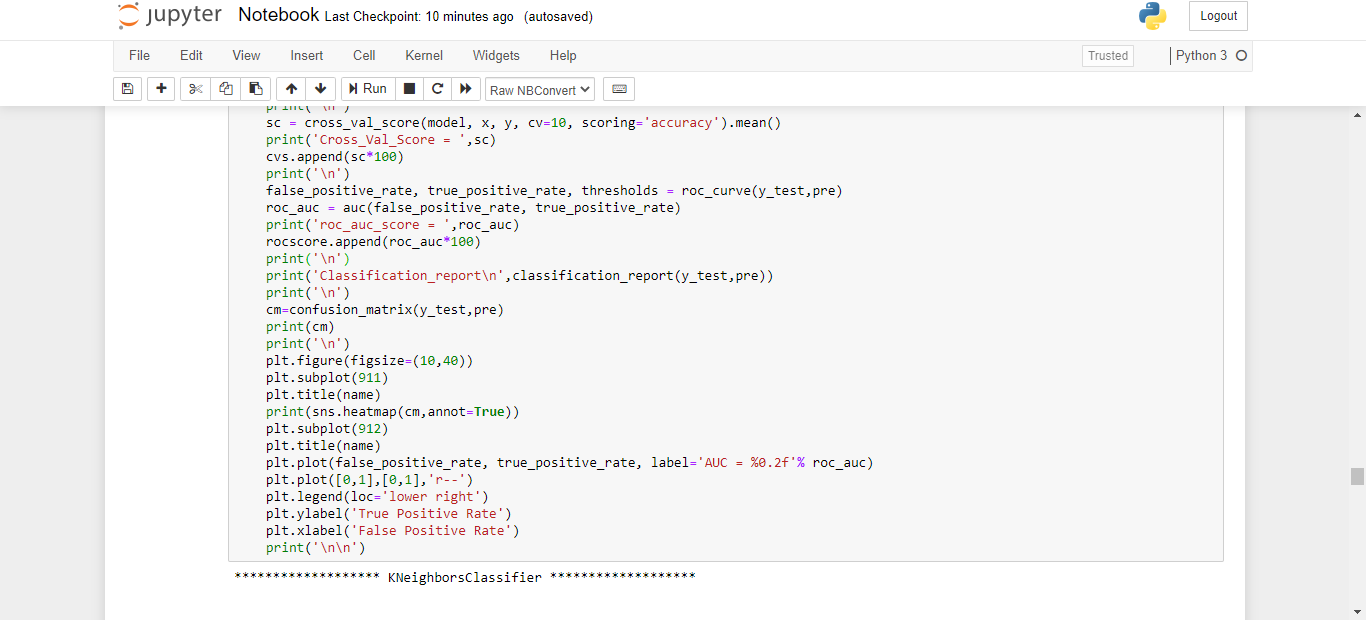 jupyter Notebook Last Checkpoint: 10 minutes ago (autosaved)
Logout
File Edit View Insert Cell Kernel Widgets Help
Trusted Python 3
Run Raw NBConvert
print('\n')
sc = cross_val_score(model, x, y, cv=10, scoring='accuracy').mean()
print('Cross_Val_Score = ',sc)
cvs.append(sc*100)
print('\n')
false_positive_rate, true_positive_rate, thresholds = roc_curve(y_test,pre)
roc_auc = auc(false_positive_rate, true_positive_rate)
print('roc_auc_score = ',roc_auc)
rocscore.append(roc_auc*100)
print('\n')
print('Classification_report\n',classification_report(y_test,pre))
print('\n')
cm=confusion_matrix(y_test,pre)
print(cm)
print('\n')
plt.figure(figsize=(10,40))
plt.subplot(911)
plt.title(name)
print(sns.heatmap(cm,annot=True))
plt.subplot(912)
plt.title(name)
plt.plot(false_positive_rate, true_positive_rate, label='AUC = %0.2f'% roc_auc)
plt.plot([0,1],[0,1],'r--')
plt.legend(loc='lower right')
plt.ylabel('True Positive Rate')
plt.xlabel('False Positive Rate')
print('\n\n')
******************* KNeighborsClassifier *******************